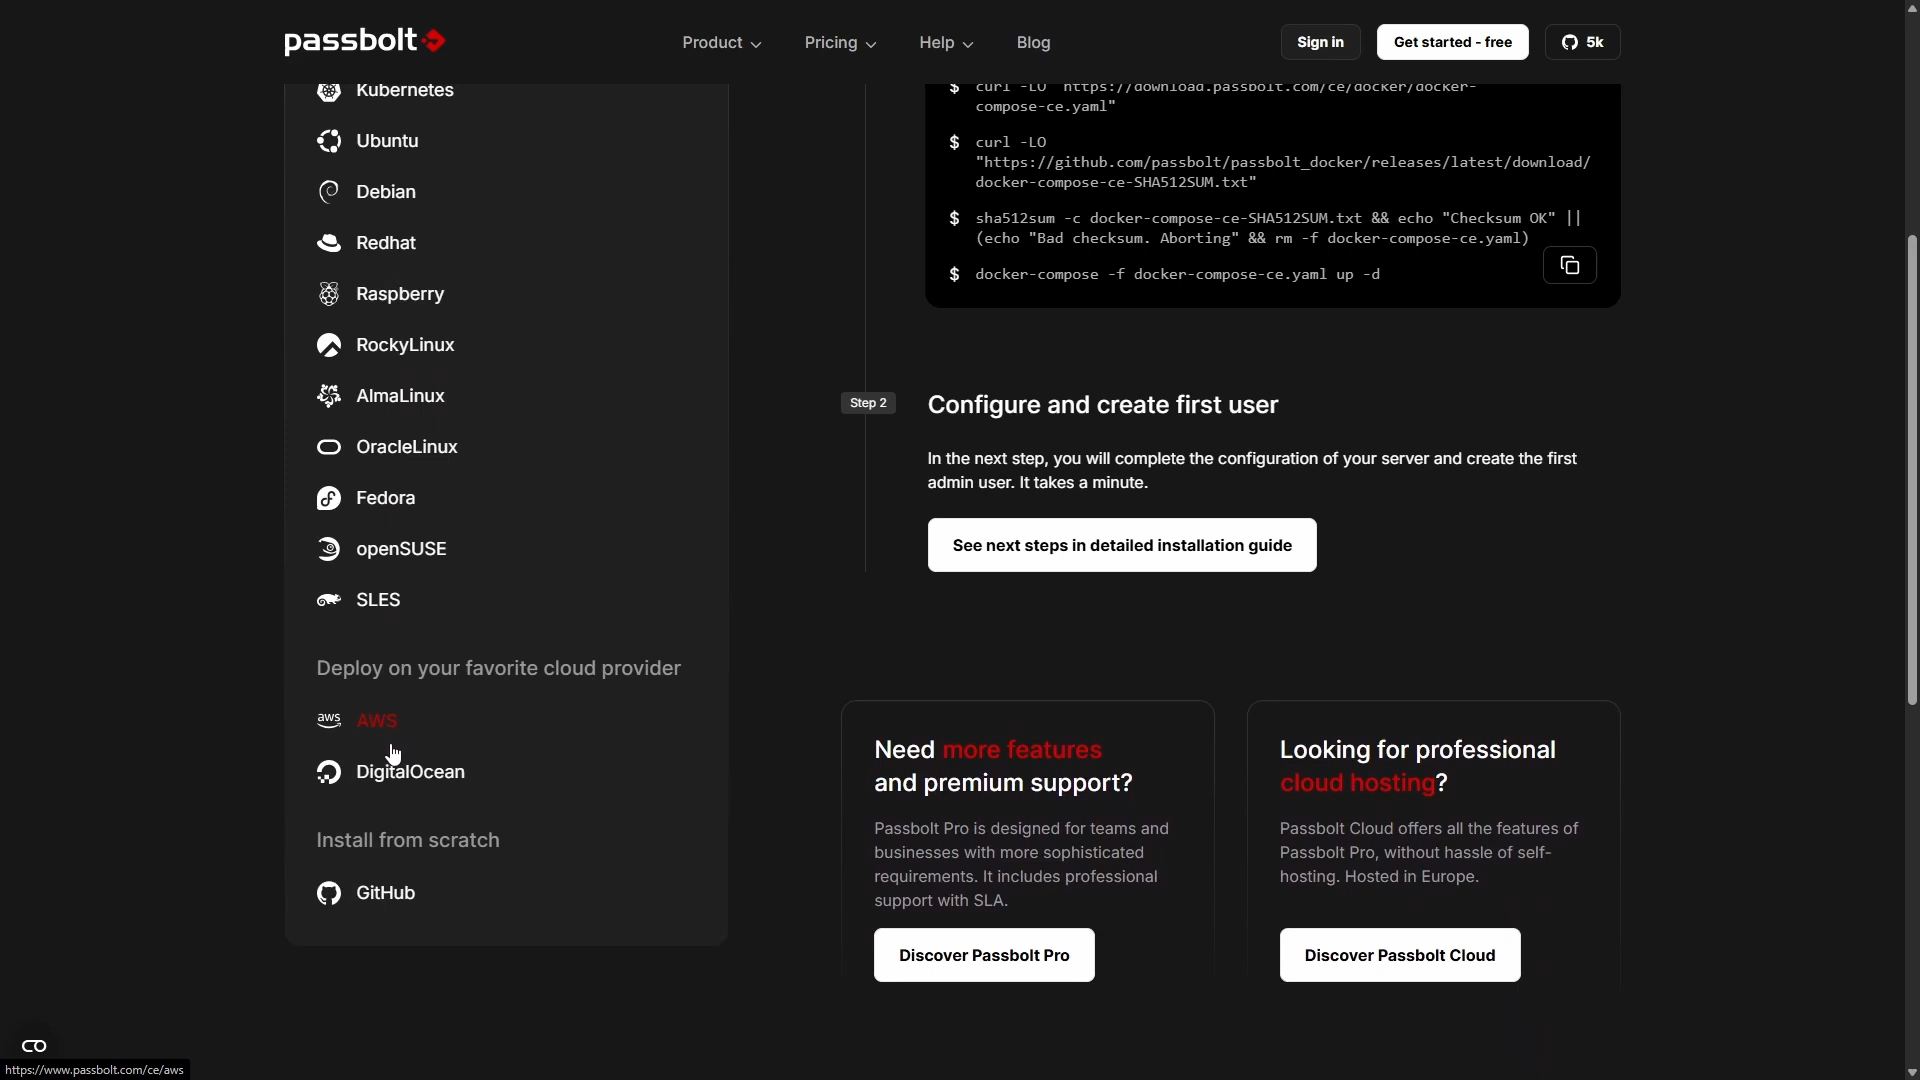 passbolt
Product
Pricing
Help
Blog
Sign in
Get started - free
5k
Kubernetes
Ubuntu
Debian
Redhat
Raspberry
RockyLinux
AlmaLinux
OracleLinux
Fedora
openSUSE
SLES
Deploy on your favorite cloud provider
aws AWS
DigitalOcean
Install from scratch
GitHub
$ curl -LO "https://download.passbolt.com/ce/docker/docker-
compose-ce.yaml"
$ curl -LO
"https://github.com/passbolt/passbolt_docker/releases/latest/download/
docker-compose-ce-SHA512SUM.txt"
$ sha512sum -c docker-compose-ce-SHA512SUM.txt && echo "Checksum OK" ||
(echo "Bad checksum. Aborting" && rm -f docker-compose-ce.yaml)
$ docker-compose -f docker-compose-ce.yaml up -d
Step 2
Configure and create first user
In the next step, you will complete the configuration of your server and create the first
admin user. It takes a minute.
See next steps in detailed installation guide
Need more features
and premium support?
Passbolt Pro is designed for teams and
businesses with more sophisticated
requirements. It includes professional
support with SLA.
Discover Passbolt Pro
Looking for professional
cloud hosting?
Passbolt Cloud offers all the features of
Passbolt Pro, without hassle of self-
hosting. Hosted in Europe.
Discover Passbolt Cloud
https://www.passbolt.com/ce/aws